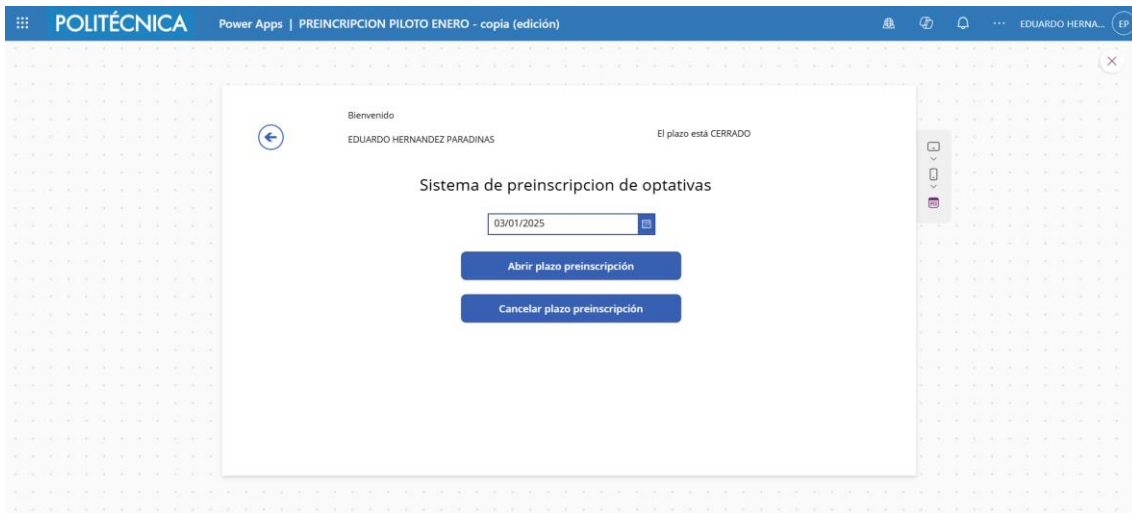 POLITÉCNICA Power Apps | PREINCRIPCION PILOTO ENERO - copia (edición) ... EDUARDO HERNA... EP
Bienvenido
EDUARDO HERNANDEZ PARADINAS
El plazo está CERRADO
Sistema de preinscripcion de optativas
03/01/2025
Abrir plazo preinscripción
Cancelar plazo preinscripción